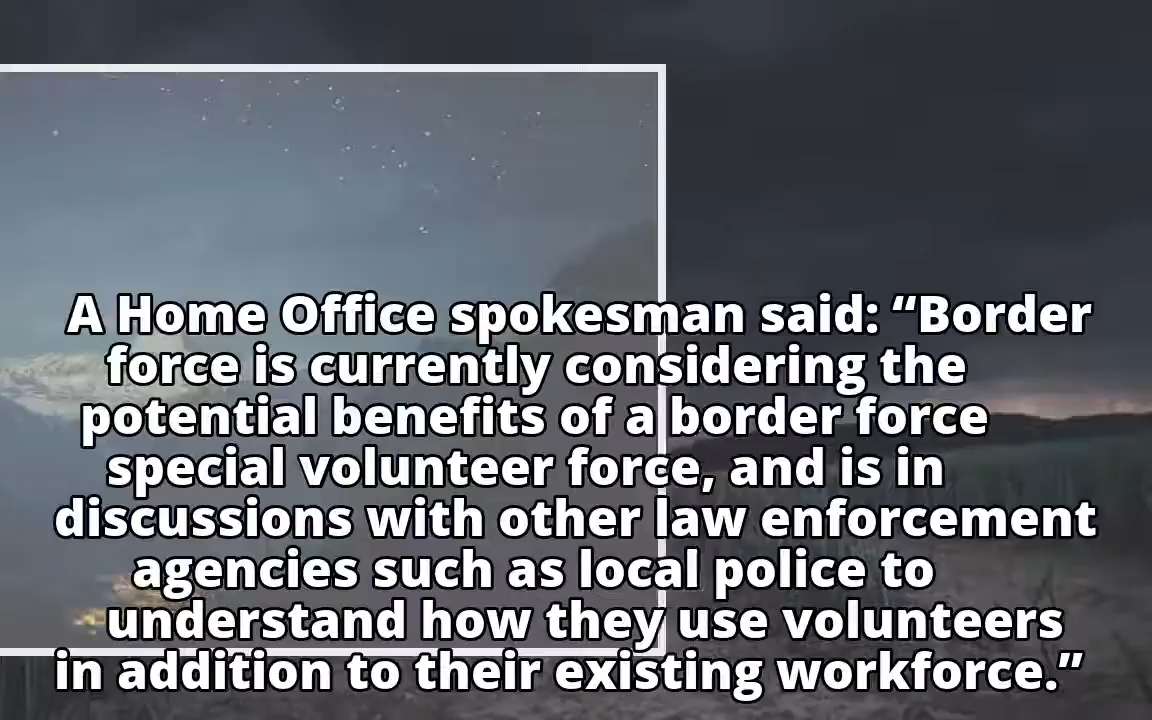 A Home Office spokesman said: “Border
force is currently considering the
potential benefits of a border force
special volunteer force, and is in
discussions with other law enforcement
agencies such as local police to
understand how they use volunteers
in addition to their existing workforce.”